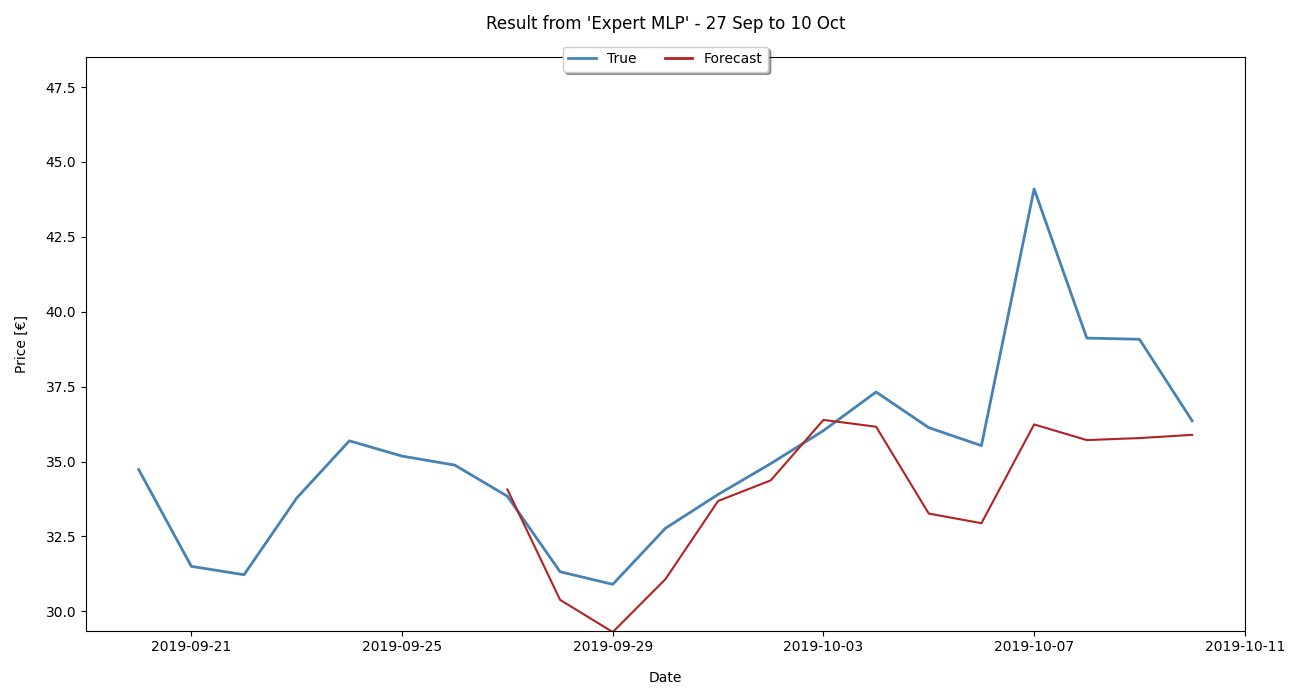 Result from 'Expert MLP' - 27 Sep to 10 Oct
True Forecast
47.5
45.0
42.5
40.0
37.5
35.0
32.5
30.0
Price [€]
2019-09-21 2019-09-25 2019-09-29 2019-10-03 2019-10-07 2019-10-11
Date